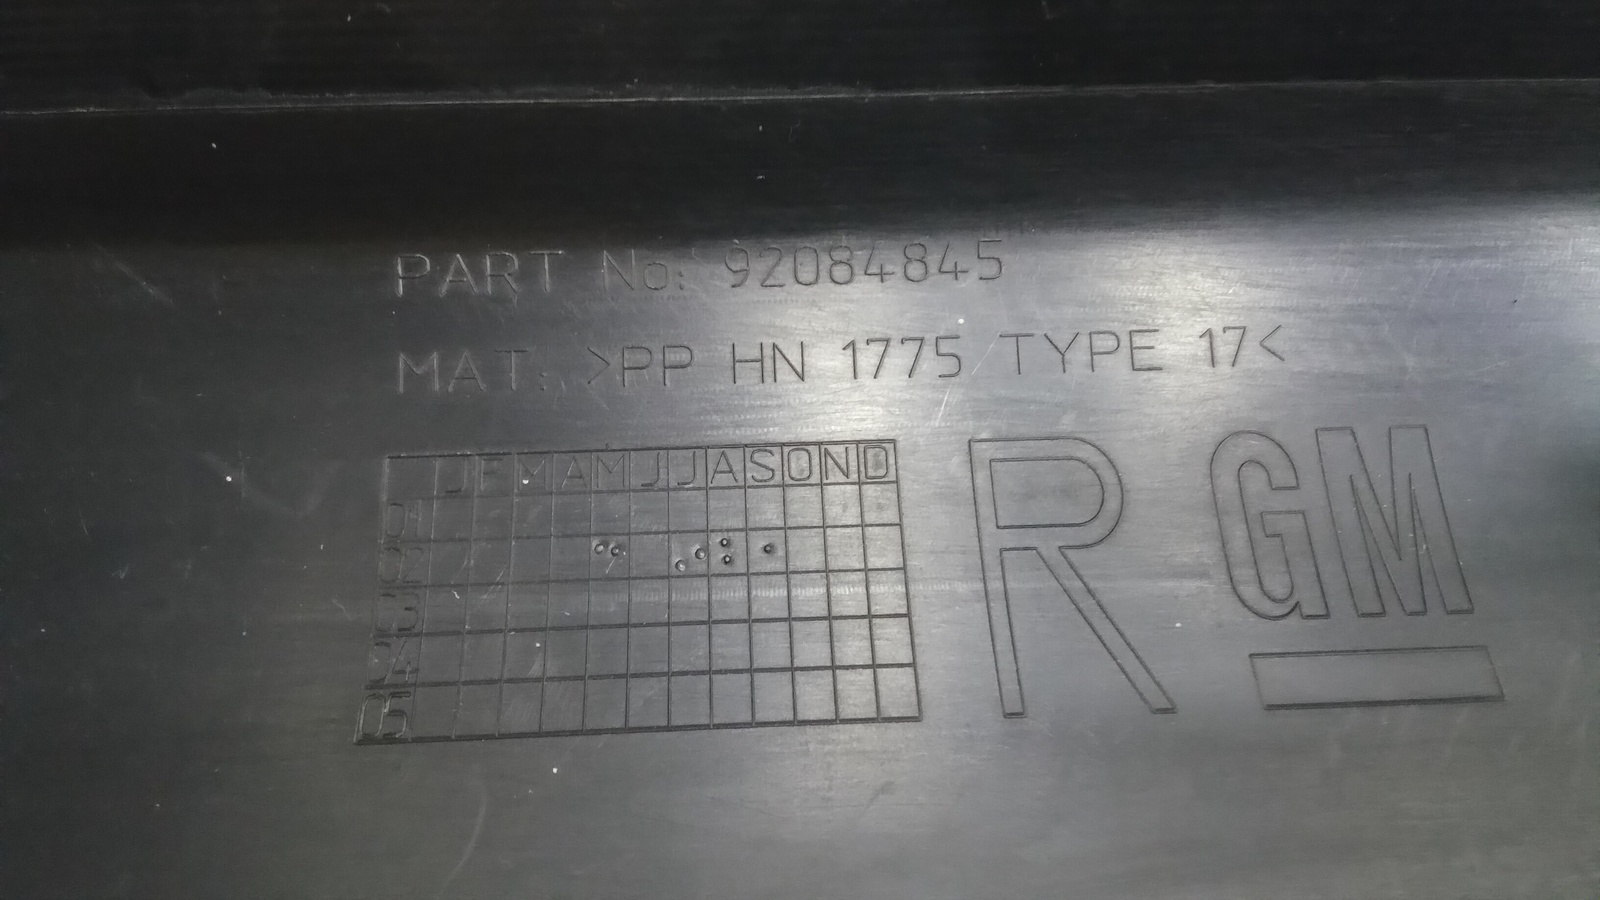 PART No: 92084845
MAT: >PP HN 1775 TYPE 17<
J F M A M J J A S O N D
R GM
01
02
03
04
05